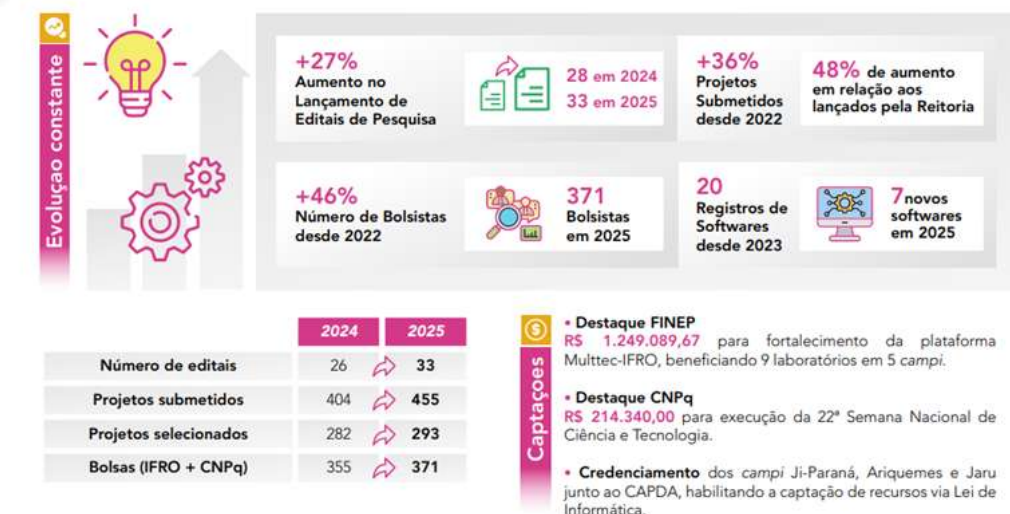 Evolução constante
+27%
Aumento no
Lançamento de
Editais de Pesquisa
28 em 2024
33 em 2025
+36%
Projetos
Submetidos
desde 2022
48% de aumento
em relação aos
lançados pela Reitoria
+46%
Número de Bolsistas
desde 2022
371
Bolsistas
em 2025
20
Registros de
Softwares
desde 2023
7 novos
softwares
em 2025
2024 2025
Número de editais 26 33
Projetos submetidos 404 455
Projetos selecionados 282 293
Bolsas (IFRO + CNPq) 355 371
$
Captações
• Destaque FINEP
R$ 1.249.089,67 para fortalecimento da plataforma
Multtec-IFRO, beneficiando 9 laboratórios em 5 campi.
• Destaque CNPq
R$ 214.340,00 para execução da 22ª Semana Nacional de
Ciência e Tecnologia.
• Credenciamento dos campi Ji-Paraná, Ariquemes e Jaru
junto ao CAPDA, habilitando a captação de recursos via Lei de
Informática.